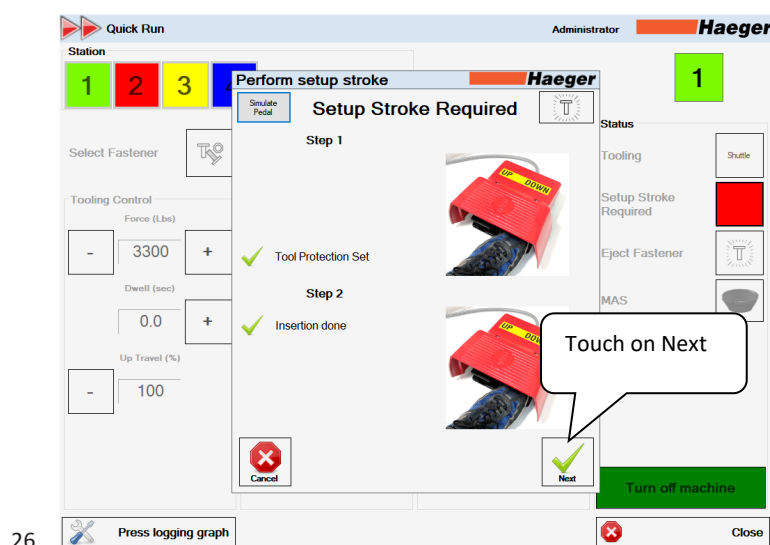 Quick Run
Administrator
Haeger
Station
1
2
3
4
1
Perform setup stroke
Haeger
Simulate
Pedal
Setup Stroke Required
T
Step 1
UP DOWN
Tool Protection Set
Step 2
Insertion done
UP DOW
Cancel
Next
Touch on Next
Select Fastener
Tooling Control
Force (Lbs)
-
3300
+
Dwell (sec)
0.0
+
Up Travel (%)
-
100
Status
Tooling
Shuttle
Setup Stroke
Required
Eject Fastener
T
MAS
Turn off machine
26
Press logging graph
Close